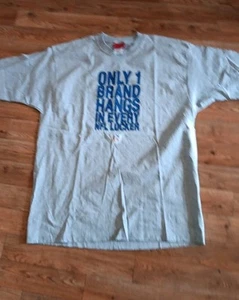 ONLY 1
BRAND
HANGS
IN EVERY
NFL LOCKER